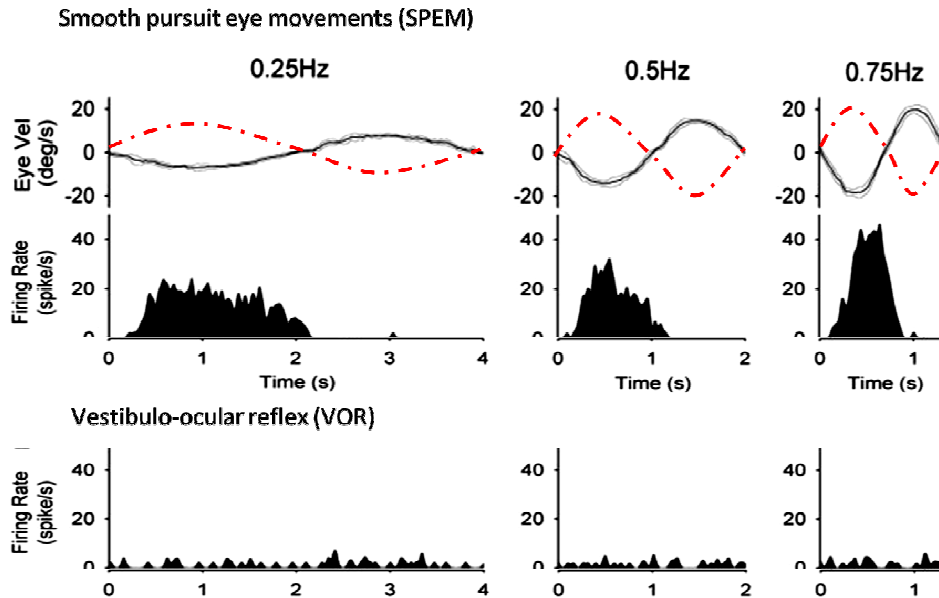 Smooth pursuit eye movements (SPEM)
0.25Hz 0.5Hz 0.75Hz
Eye Vel
(deg/s)
20 20 20
0 0 0
-20 -20 -20
Firing Rate
(spike/s)
40 40 40
20 20 20
0 0 0
0 1 2 3 4 0 1 2 0 1
Time (s) Time (s) Time (s)
Vestibulo-ocular reflex (VOR)
Firing Rate
(spike/s)
40 40 40
20 20 20
0 0 0
0 1 2 3 4 0 1 2 0 1